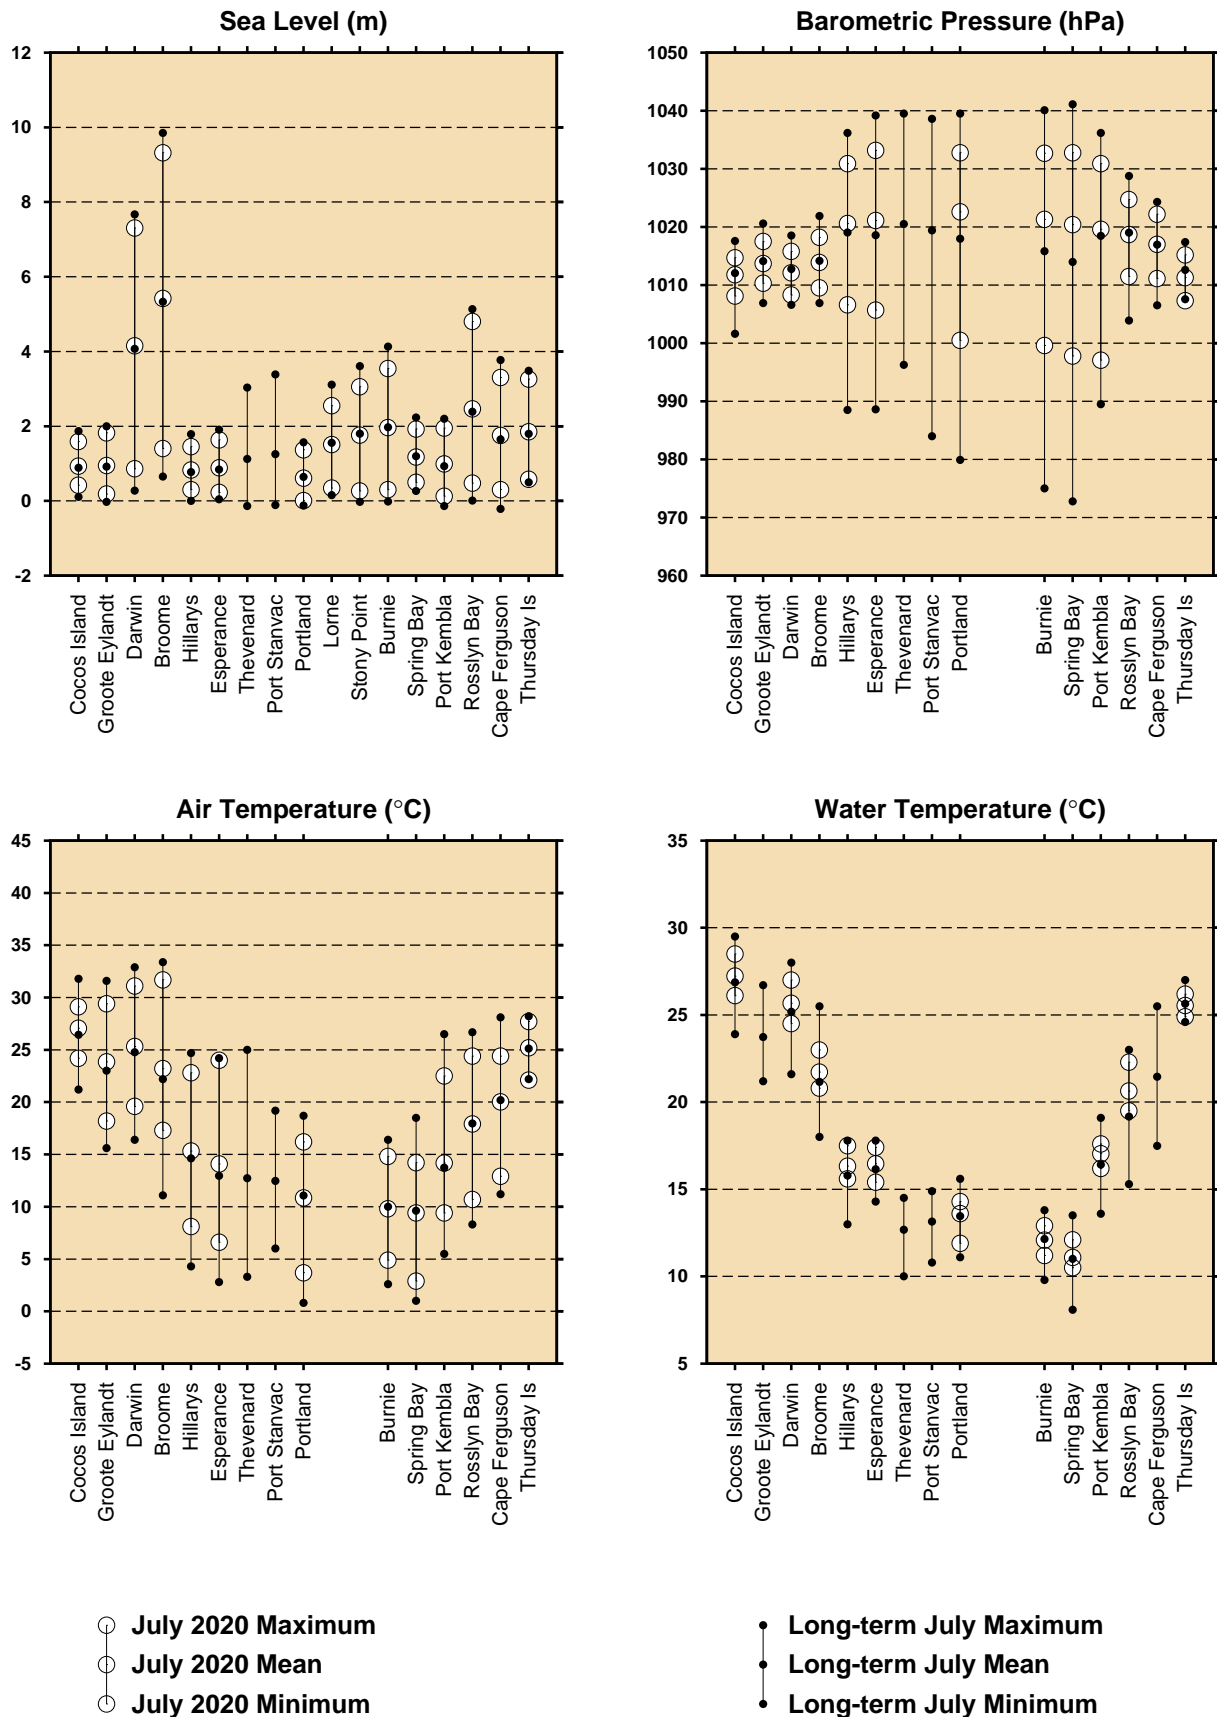 Sea Level (m)
12
10
8
6
4
2
0
-2
Cocos Island
Groote Eylandt
Darwin
Broome
Hillarys
Esperance
Thevenard
Port Stanvac
Portland
Lorne
Stony Point
Burnie
Spring Bay
Port Kembla
Rosslyn Bay
Cape Ferguson
Thursday Is
Barometric Pressure (hPa)
1050
1040
1030
1020
1010
1000
990
980
970
960
Cocos Island
Groote Eylandt
Darwin
Broome
Hillarys
Esperance
Thevenard
Port Stanvac
Portland
Burnie
Spring Bay
Port Kembla
Rosslyn Bay
Cape Ferguson
Thursday Is
Air Temperature (°C)
45
40
35
30
25
20
15
10
5
0
-5
Cocos Island
Groote Eylandt
Darwin
Broome
Hillarys
Esperance
Thevenard
Port Stanvac
Portland
Burnie
Spring Bay
Port Kembla
Rosslyn Bay
Cape Ferguson
Thursday Is
Water Temperature (°C)
35
30
25
20
15
10
5
Cocos Island
Groote Eylandt
Darwin
Broome
Hillarys
Esperance
Thevenard
Port Stanvac
Portland
Burnie
Spring Bay
Port Kembla
Rosslyn Bay
Cape Ferguson
Thursday Is
July 2020 Maximum
July 2020 Mean
July 2020 Minimum
Long-term July Maximum
Long-term July Mean
Long-term July Minimum